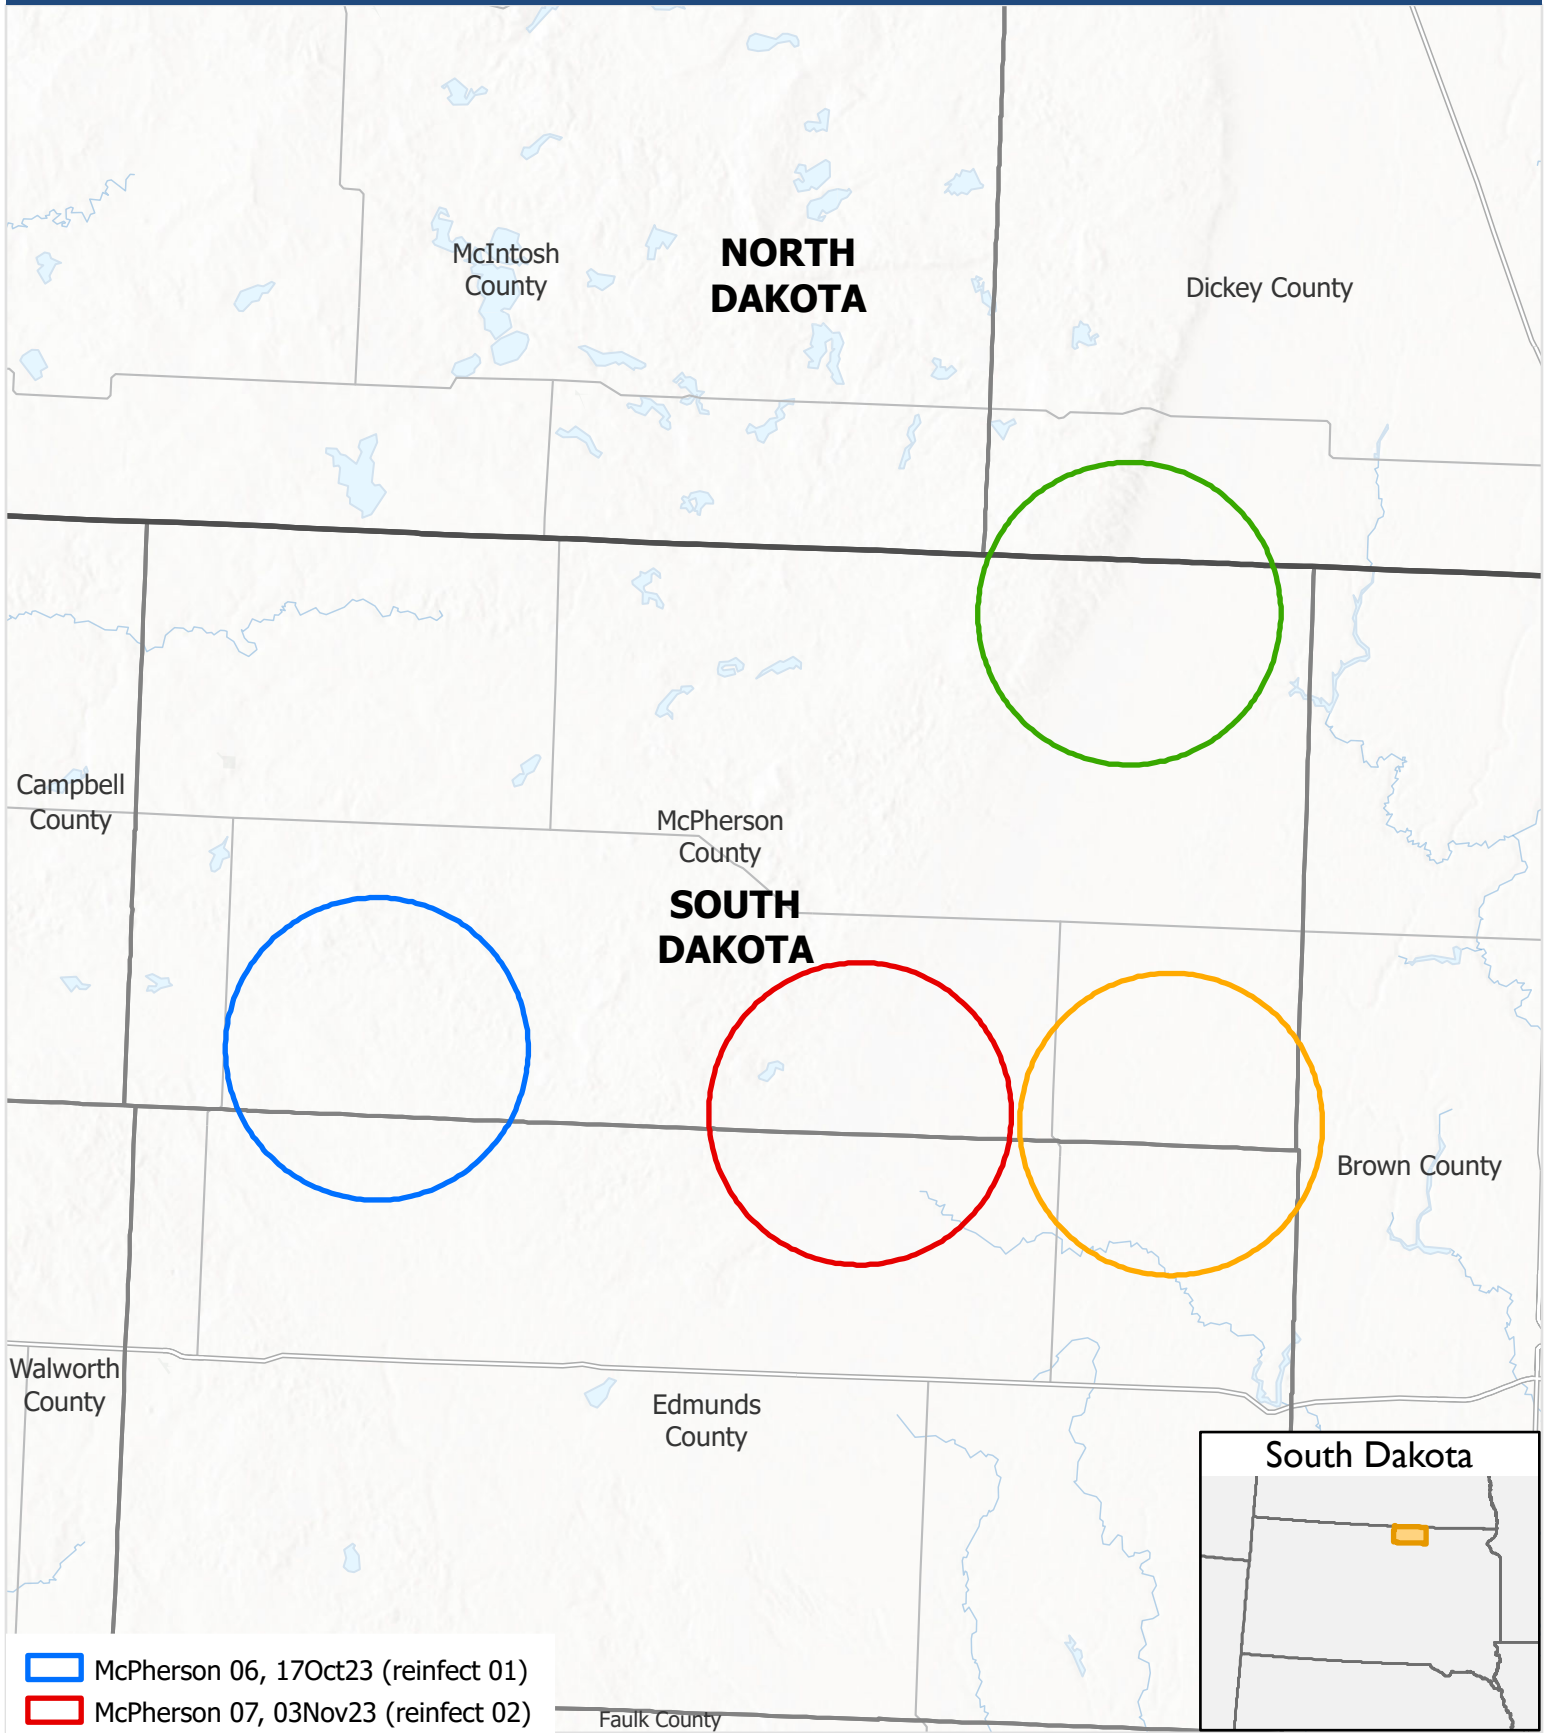 McIntosh
County
NORTH
DAKOTA
Dickey County
Campbell
County
McPherson
County
SOUTH
DAKOTA
Brown County
Walworth
County
Edmunds
County
South Dakota
McPherson 06, 17Oct23 (reinfect 01)
McPherson 07, 03Nov23 (reinfect 02)
Faulk County